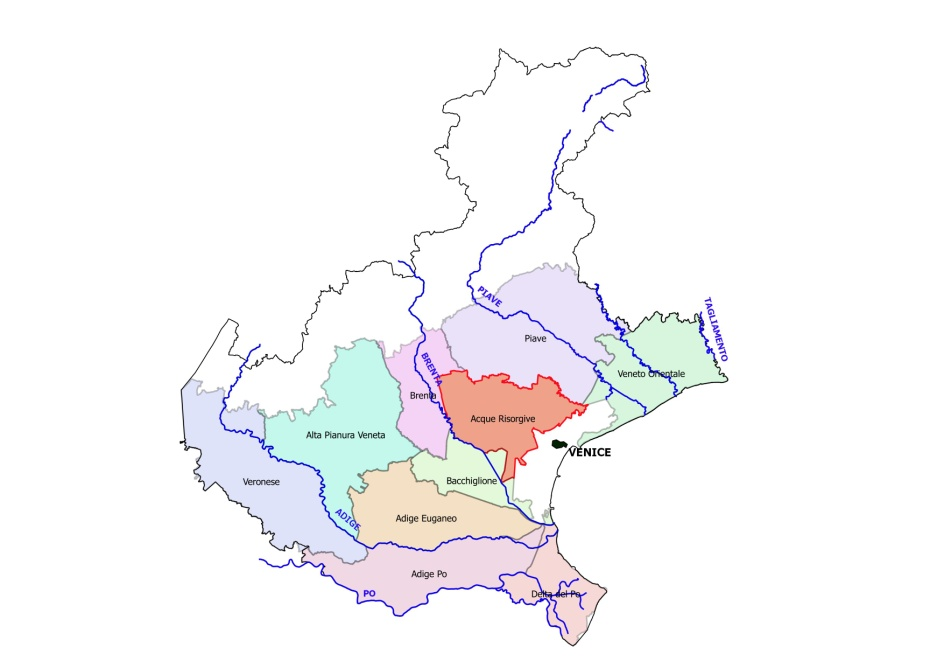 PIAVE
TAGLIAMENTO
Piave
Veneto Orientale
BRENTA
Brenta
Acque Risorgive
Alta Pianura Veneta
VENICE
Veronese
Bacchiglione
ADIGE
Adige Euganeo
Adige Po
PO
Delta del Po